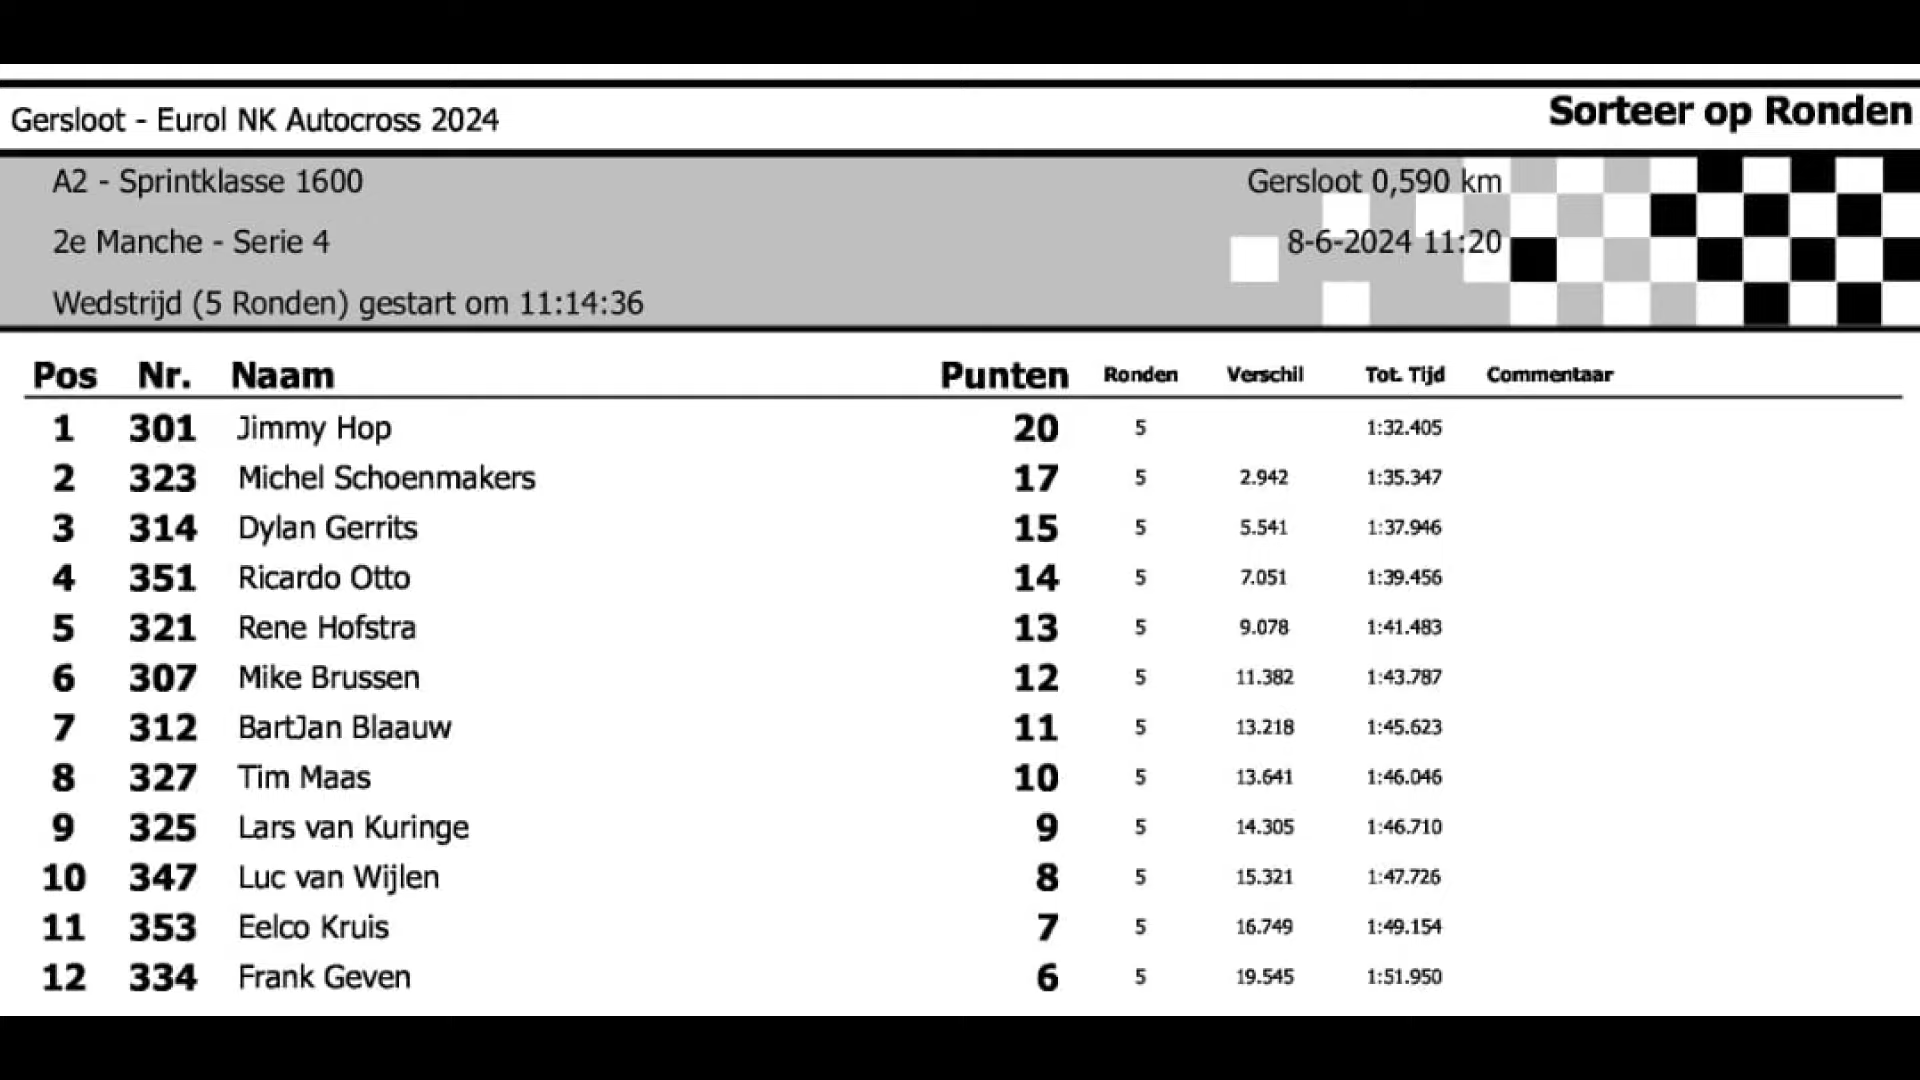 Gersloot - Eurol NK Autocross 2024 Sorteer op Ronden
A2 - Sprintklasse 1600 Gersloot 0,590 km
2e Manche - Serie 4 8-6-2024 11:20
Wedstrijd (5 Ronden) gestart om 11:14:36
Pos Nr. Naam Punten Ronden Verschil Tot. Tijd Commentaar
1 301 Jimmy Hop 20 5 1:32.405
2 323 Michel Schoenmakers 17 5 2.942 1:35.347
3 314 Dylan Gerrits 15 5 5.541 1:37.946
4 351 Ricardo Otto 14 5 7.051 1:39.456
5 321 Rene Hofstra 13 5 9.078 1:41.483
6 307 Mike Brussen 12 5 11.382 1:43.787
7 312 BartJan Blaauw 11 5 13.218 1:45.623
8 327 Tim Maas 10 5 13.641 1:46.046
9 325 Lars van Kuringe 9 5 14.305 1:46.710
10 347 Luc van Wijlen 8 5 15.321 1:47.726
11 353 Eelco Kruis 7 5 16.749 1:49.154
12 334 Frank Geven 6 5 19.545 1:51.950